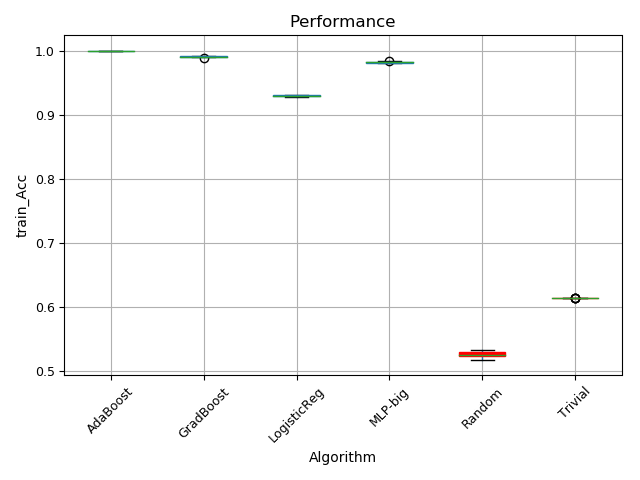 Performance
train_Acc
1.0
0.9
0.8
0.7
0.6
0.5
AdaBoost
GradBoost
LogisticReg
MLP-big
Random
Trivial
Algorithm